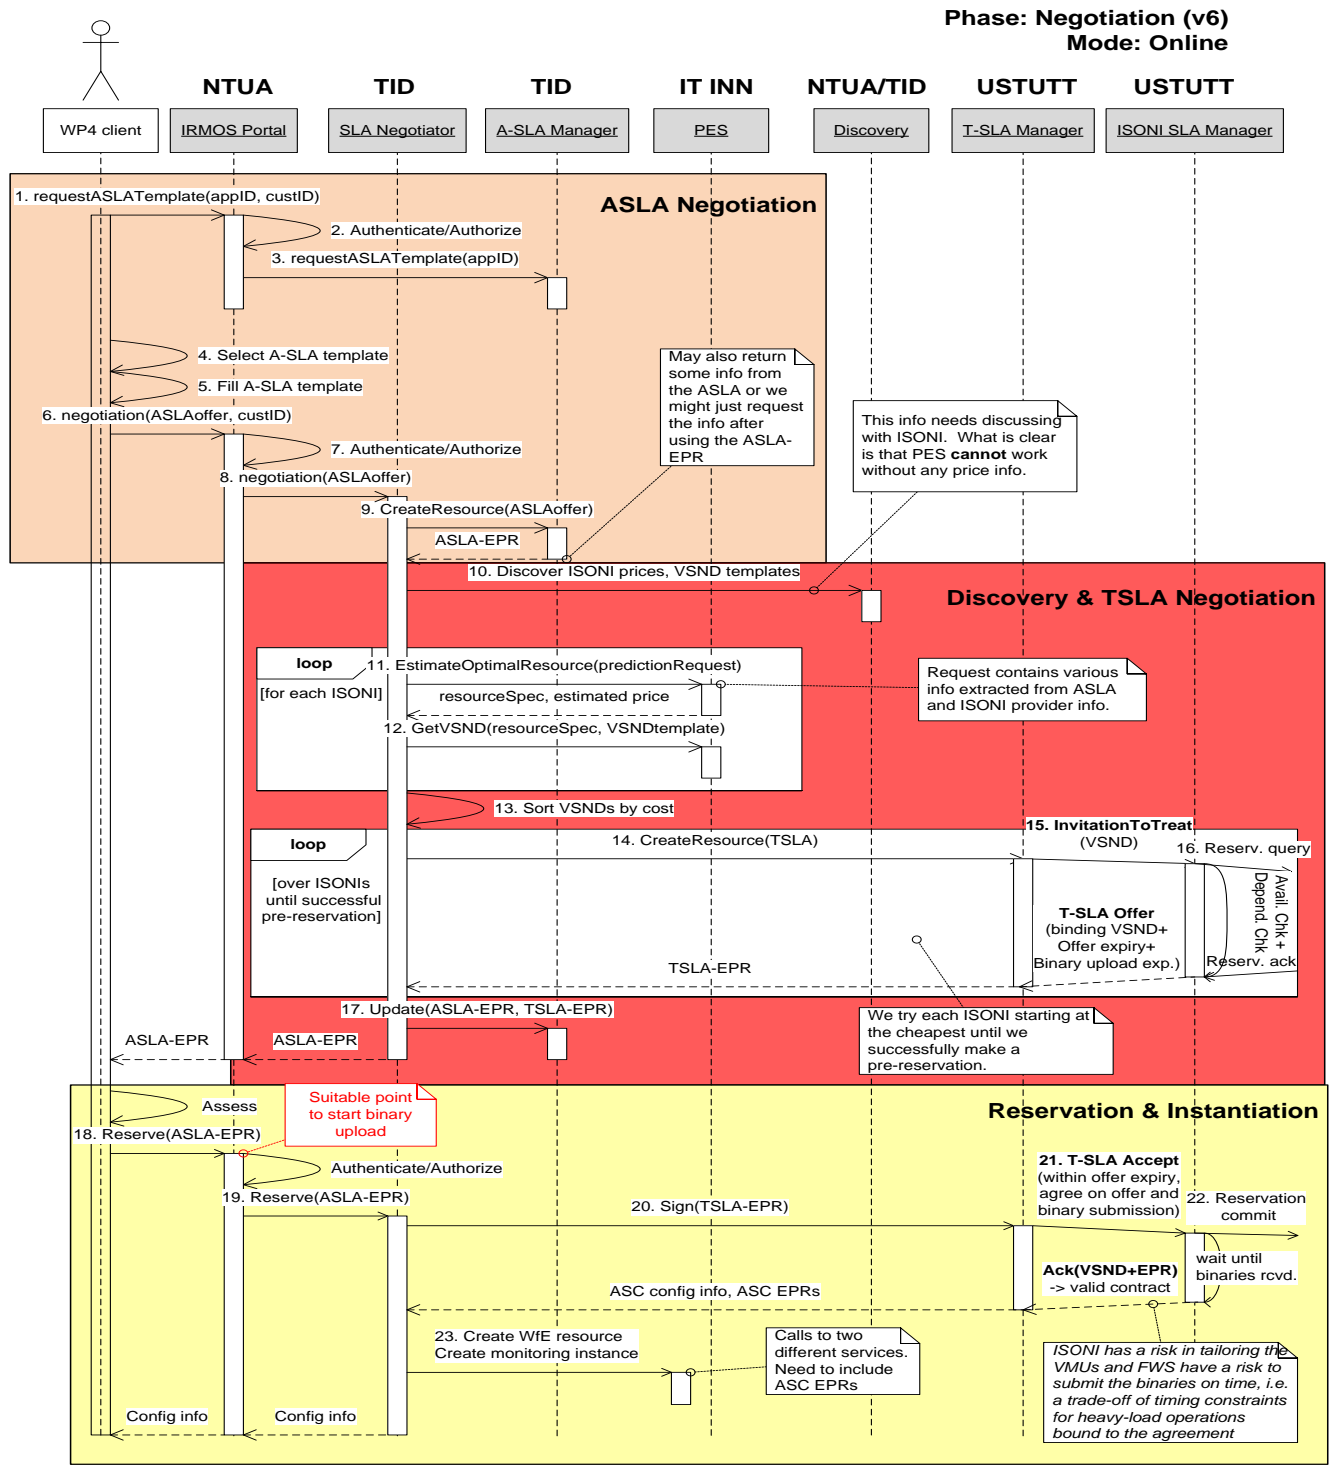 Phase: Negotiation (v6)
Mode: Online
NTUA
TID
TID
IT INN
NTUA/TID
USTUTT
USTUTT
WP4 client
IRMOS Portal
SLA Negotiator
A-SLA Manager
PES
Discovery
T-SLA Manager
ISONI SLA Manager
ASLA Negotiation
1. requestASLATemplate(appID, custID)
2. Authenticate/Authorize
3. requestASLATemplate(appID)
4. Select A-SLA template
5. Fill A-SLA template
6. negotiation(ASLAoffer, custID)
7. Authenticate/Authorize
8. negotiation(ASLAoffer)
9. CreateResource(ASLAoffer)
ASLA-EPR
May also return
some info from
the ASLA or we
might just request
the info after
using the ASLA-
EPR
This info needs discussing
with ISONI. What is clear
is that PES cannot work
without any price info.
10. Discover ISONI prices, VSND templates
Discovery & TSLA Negotiation
loop
[for each ISONI]
11. EstimateOptimalResource(predictionRequest)
resourceSpec, estimated price
12. GetVSND(resourceSpec, VSNDtemplate)
Request contains various
info extracted from ASLA
and ISONI provider info.
13. Sort VSNDs by cost
loop
[over ISONIs
until successful
pre-reservation]
14. CreateResource(TSLA)
15. InvitationToTreat
(VSND)
16. Reserv. query
Avail. Chk +
Depend. Chk
T-SLA Offer
(binding VSND+
Offer expiry+
Binary upload exp.)
Reserv. ack
TSLA-EPR
17. Update(ASLA-EPR, TSLA-EPR)
We try each ISONI starting at
the cheapest until we
successfully make a
pre-reservation.
ASLA-EPR
ASLA-EPR
Reservation & Instantiation
Assess
Suitable point
to start binary
upload
18. Reserve(ASLA-EPR)
Authenticate/Authorize
19. Reserve(ASLA-EPR)
20. Sign(TSLA-EPR)
21. T-SLA Accept
(within offer expiry,
agree on offer and
binary submission)
22. Reservation
commit
wait until
binaries rcvd.
Ack(VSND+EPR)
-> valid contract
ASC config info, ASC EPRs
23. Create WfE resource
Create monitoring instance
Calls to two
different services.
Need to include
ASC EPRs
ISONI has a risk in tailoring the
VMUs and FWS have a risk to
submit the binaries on time, i.e.
a trade-off of timing constraints
for heavy-load operations
bound to the agreement
Config info
Config info